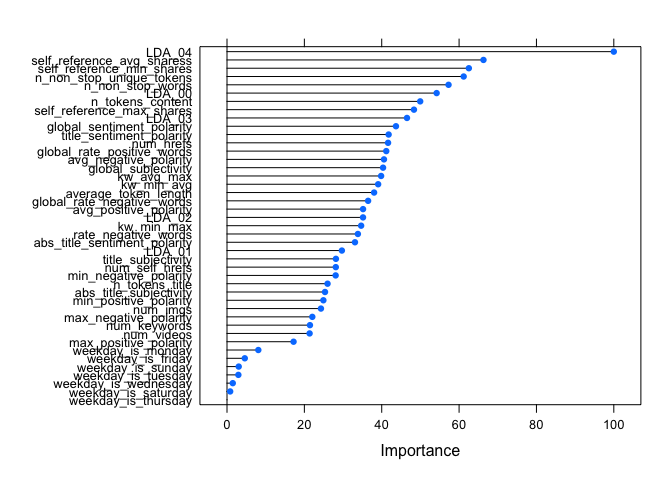 LDA_04
self_reference_avg_sharess
self_reference_min_shares
n_non_stop_unique_tokens
n_non_stop_words
LDA_00
n_tokens_content
self_reference_max_shares
LDA_03
global_sentiment_polarity
title_sentiment_polarity
num_hrefs
global_rate_positive_words
avg_negative_polarity
global_subjectivity
kw_avg_max
kw_min_avg
average_token_length
global_rate_negative_words
avg_positive_polarity
LDA_02
kw_min_max
rate_negative_words
abs_title_sentiment_polarity
LDA_01
title_subjectivity
num_self_hrefs
min_negative_polarity
n_tokens_title
abs_title_subjectivity
min_positive_polarity
num_imgs
max_negative_polarity
num_keywords
num_videos
max_positive_polarity
weekday_is_monday
weekday_is_friday
weekday_is_sunday
weekday_is_tuesday
weekday_is_wednesday
weekday_is_saturday
weekday_is_thursday
0 20 40 60 80 100
Importance